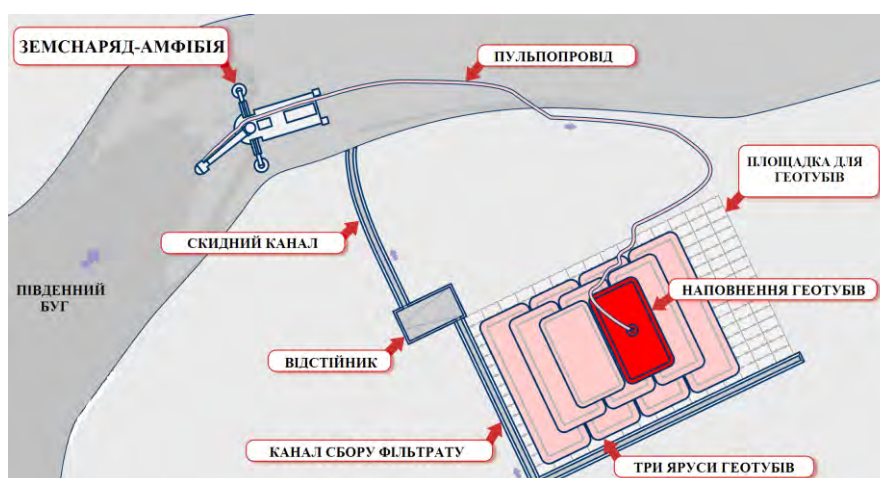 ЗЕМСНАРЯД-АМФІБІЯ
ПУЛЬПОПРОВІД
ПЛОЩАДКА ДЛЯ
ГЕОТУБІВ
СКИДНИЙ КАНАЛ
ПІВДЕННИЙ
БУГ
НАПОВНЕННЯ ГЕОТУБІВ
ВІДСТІЙНИК
КАНАЛ СБОРУ ФІЛЬТРАТУ
ТРИ ЯРУСИ ГЕОТУБІВ